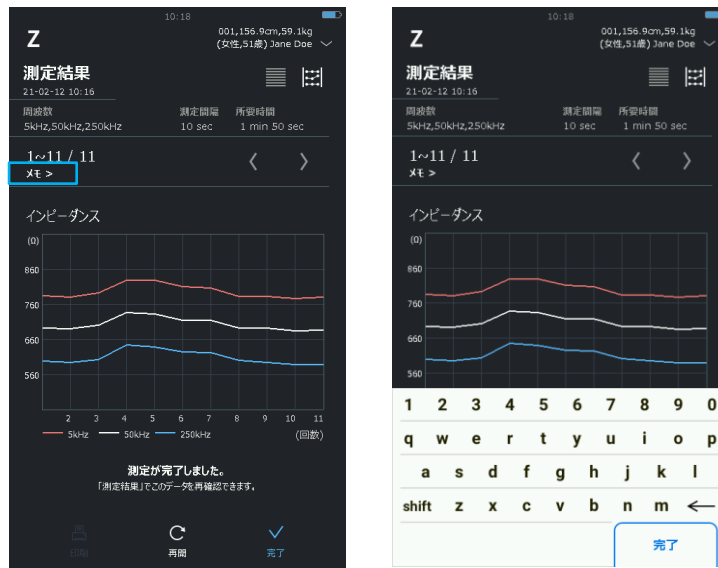 10:18
Z
001,156.9cm,59.1kg
(女性,51歳) Jane Doe
測定結果
21-02-12 10:16
周波数 測定間隔 所要時間
5kHz,50kHz,250kHz 10 sec 1 min 50 sec
1~11 / 11
メモ >
インピーダンス
(Ω)
860
760
660
560
2 3 4 5 6 7 8 9 10 11
5kHz 50kHz 250kHz (回数)
測定が完了しました。
「測定結果」でこのデータを再確認できます。
印刷 再開 完了
10:18
Z
001,156.9cm,59.1kg
(女性,51歳) Jane Doe
測定結果
21-02-12 10:16
周波数 測定間隔 所要時間
5kHz,50kHz,250kHz 10 sec 1 min 50 sec
1~11 / 11
メモ >
インピーダンス
(Ω)
860
760
660
560
1 2 3 4 5 6 7 8 9 0
q w e r t y u i o p
a s d f g h j k l
shift z x c v b n m
完了